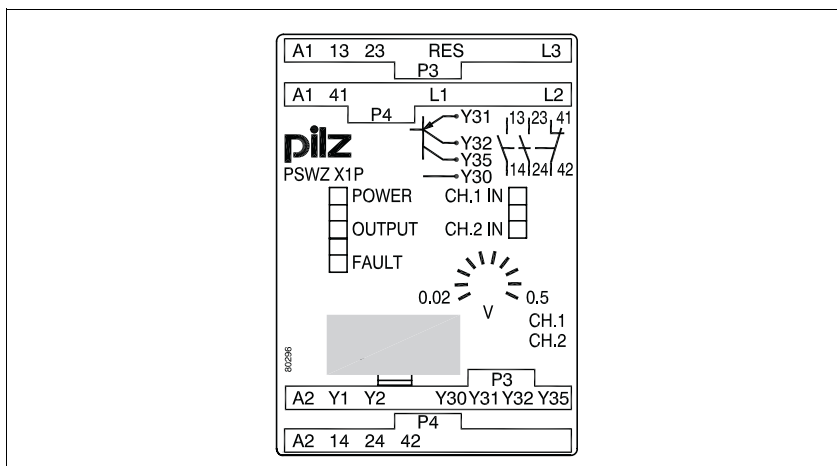 A1 13 23 RES L3
P3
A1 41 L1 L2
P4
Y31
Y32
Y35
Y30
13 23 41
14 24 42
pilz
PSWZ X1P
POWER
OUTPUT
FAULT
CH.1 IN
CH.2 IN
0.02 0.5
V
CH.1
CH.2
80296
P3
A2 Y1 Y2 Y30 Y31 Y32 Y35
P4
A2 14 24 42